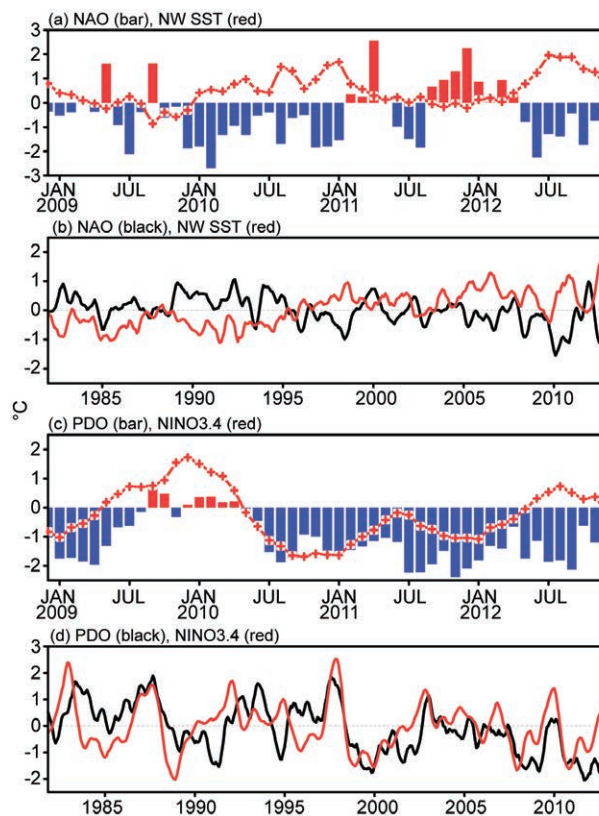 (a) NAO (bar), NW SST (red)
3
2
1
0
-1
-2
-3
JAN JUL JAN JUL JAN JUL JAN JUL
2009 2010 2011 2012
(b) NAO (black), NW SST (red)
2
1
0
-1
-2
1985 1990 1995 2000 2005 2010
°C
(c) PDO (bar), NINO3.4 (red)
2
1
0
-1
-2
JAN JUL JAN JUL JAN JUL JAN JUL
2009 2010 2011 2012
(d) PDO (black), NINO3.4 (red)
3
2
1
0
-1
-2
1985 1990 1995 2000 2005 2010